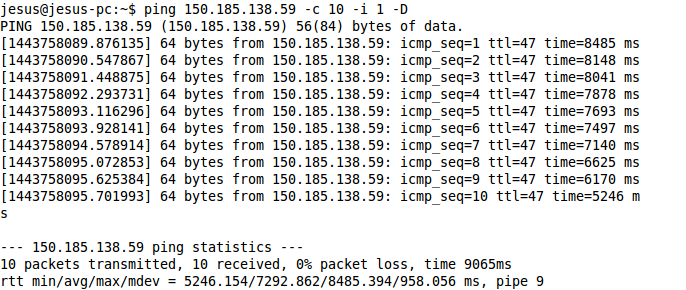 jesus@jesus-pc:~$ ping 150.185.138.59 -c 10 -i 1 -D
PING 150.185.138.59 (150.185.138.59) 56(84) bytes of data.
[1443758089.876135] 64 bytes from 150.185.138.59: icmp_seq=1 ttl=47 time=8485 ms
[1443758090.547867] 64 bytes from 150.185.138.59: icmp_seq=2 ttl=47 time=8148 ms
[1443758091.448875] 64 bytes from 150.185.138.59: icmp_seq=3 ttl=47 time=8041 ms
[1443758092.293731] 64 bytes from 150.185.138.59: icmp_seq=4 ttl=47 time=7878 ms
[1443758093.116296] 64 bytes from 150.185.138.59: icmp_seq=5 ttl=47 time=7693 ms
[1443758093.928141] 64 bytes from 150.185.138.59: icmp_seq=6 ttl=47 time=7497 ms
[1443758094.578914] 64 bytes from 150.185.138.59: icmp_seq=7 ttl=47 time=7140 ms
[1443758095.072853] 64 bytes from 150.185.138.59: icmp_seq=8 ttl=47 time=6625 ms
[1443758095.625384] 64 bytes from 150.185.138.59: icmp_seq=9 ttl=47 time=6170 ms
[1443758095.701993] 64 bytes from 150.185.138.59: icmp_seq=10 ttl=47 time=5246 m
s
--- 150.185.138.59 ping statistics ---
10 packets transmitted, 10 received, 0% packet loss, time 9065ms
rtt min/avg/max/mdev = 5246.154/7292.862/8485.394/958.056 ms, pipe 9